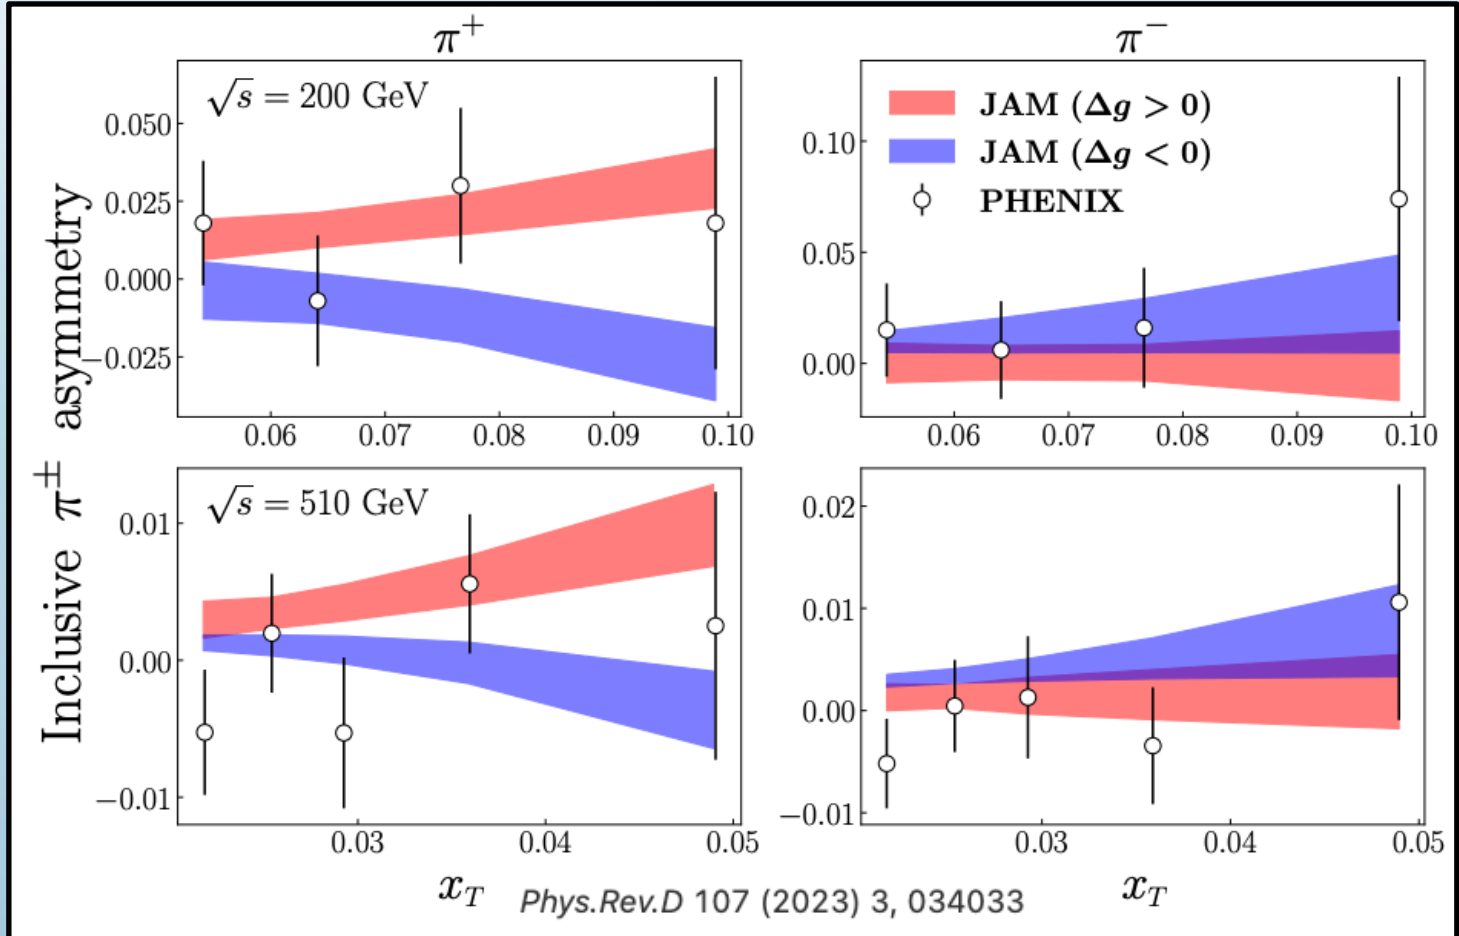 π⁺
π⁻
√s = 200 GeV
0.050
0.025
0.000
−0.025
0.06 0.07 0.08 0.09 0.10
JAM (Δg > 0)
JAM (Δg < 0)
PHENIX
0.10
0.05
0.00
0.06 0.07 0.08 0.09 0.10
Inclusive π± asymmetry
√s = 510 GeV
0.01
0.00
−0.01
0.03 0.04 0.05
0.02
0.01
0.00
−0.01
0.03 0.04 0.05
x_T
x_T
Phys.Rev.D 107 (2023) 3, 034033